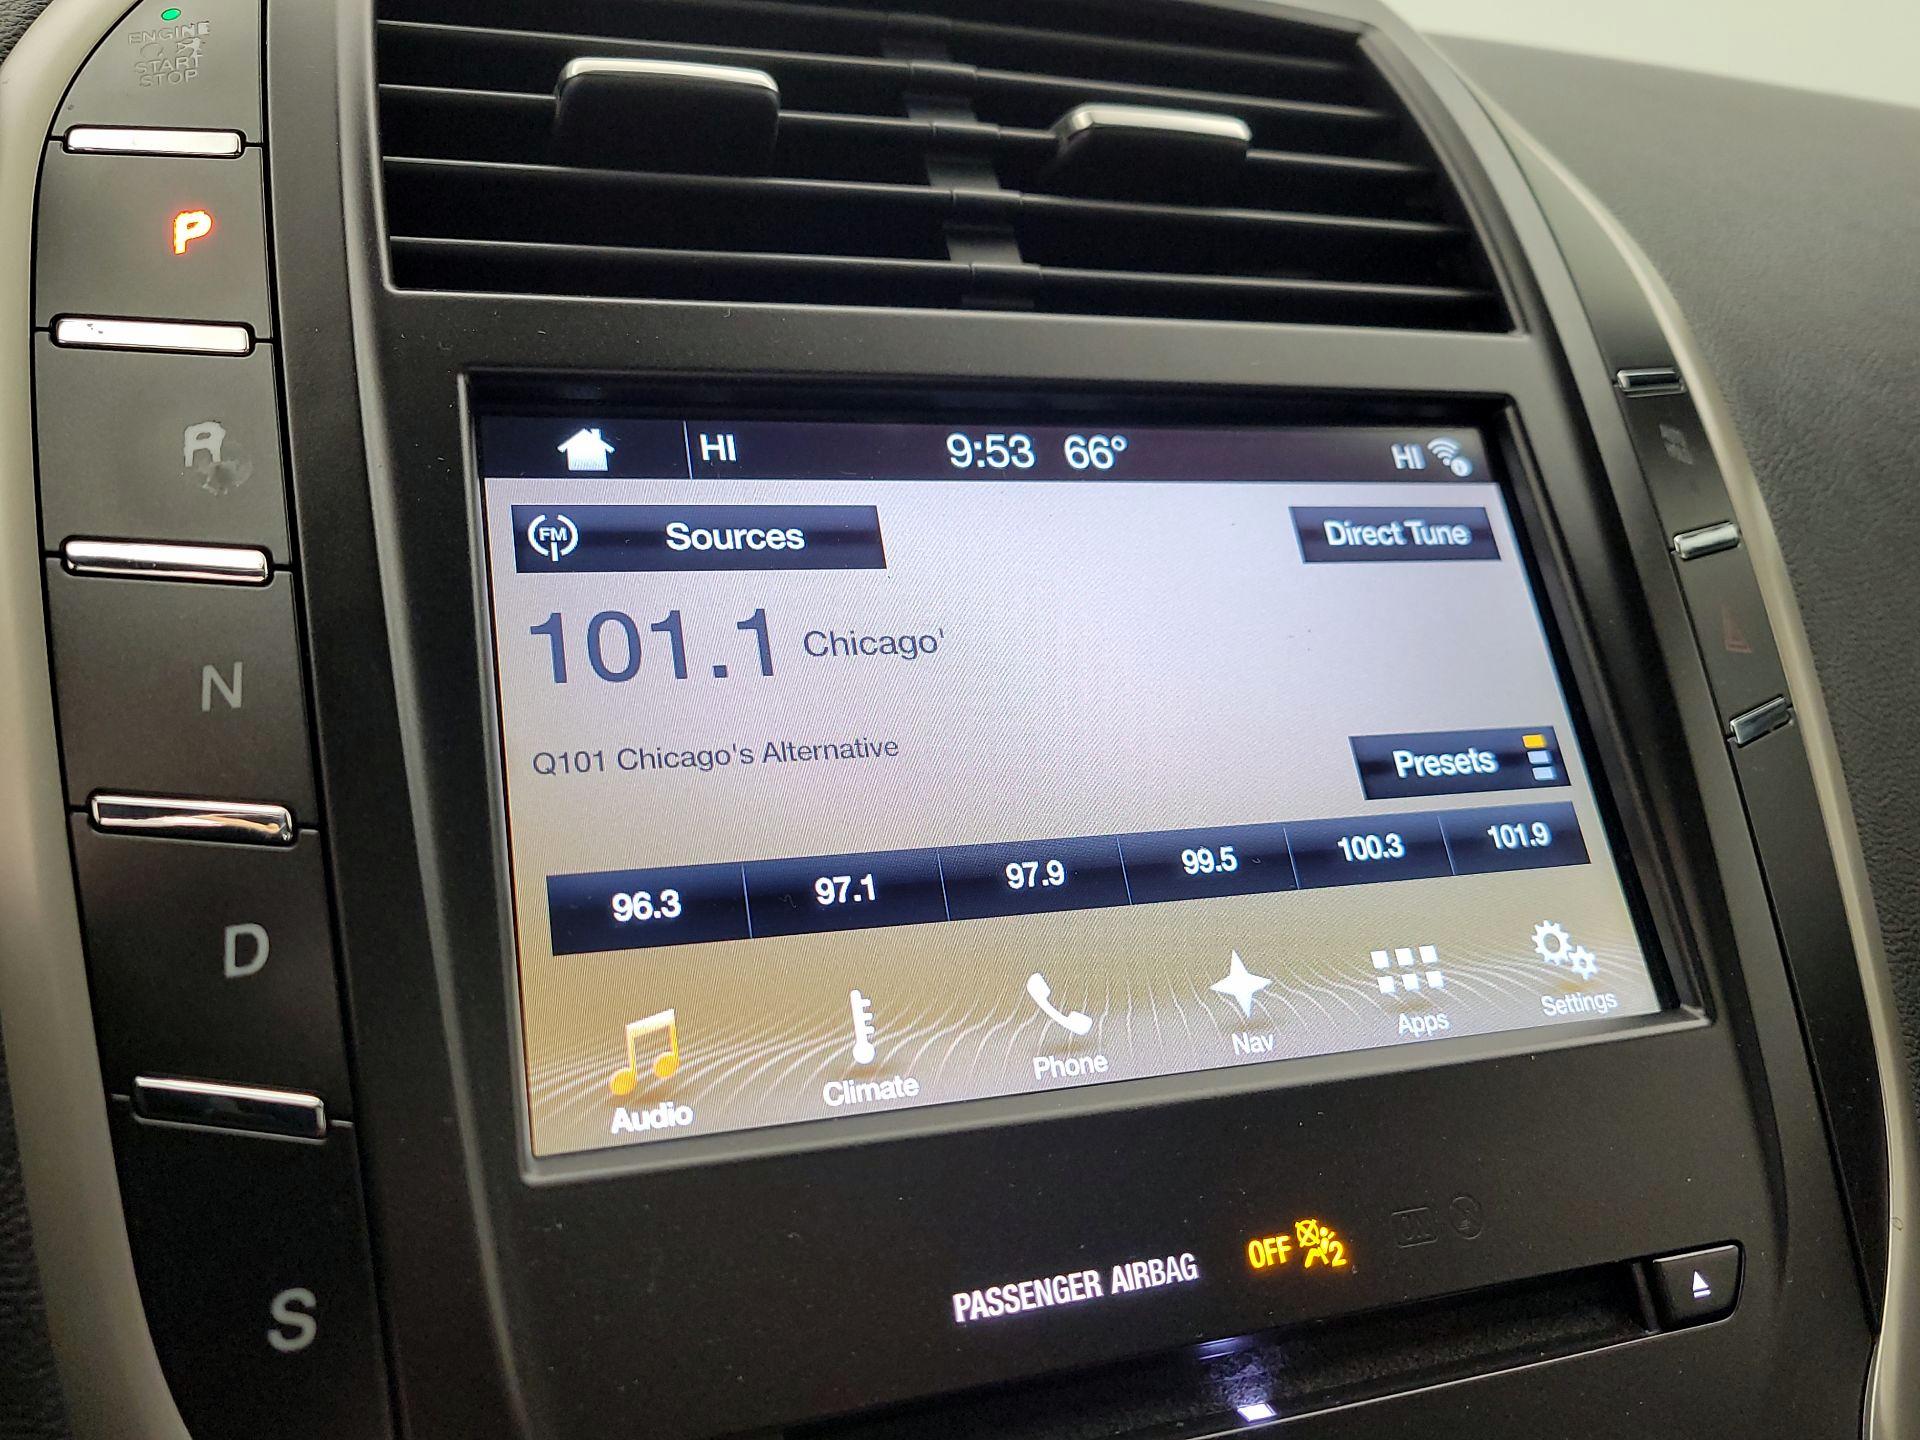 ENGINE
START
STOP
P
R
N
D
S
HI
9:53 66°
HI
FM
Sources
Direct Tune
101.1 Chicago'
Q101 Chicago's Alternative
Presets
96.3 97.1 97.9 99.5 100.3 101.9
Audio Climate Phone Nav Apps Settings
PASSENGER AIRBAG OFF 2 ON